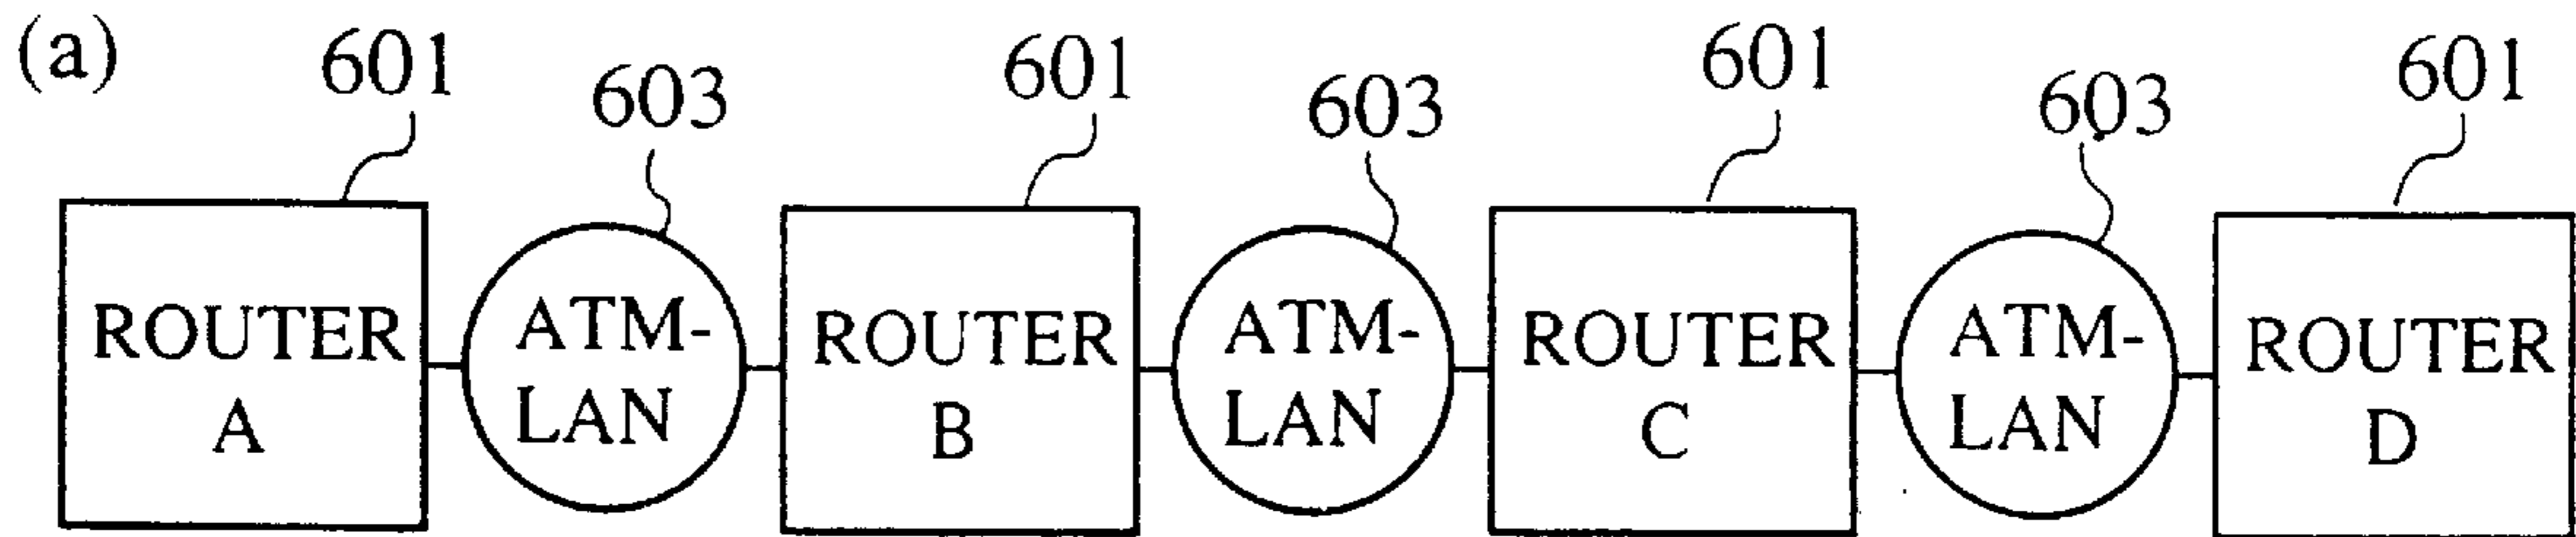 (a)
601
603
601
603
601
603
601
ROUTER
A
ATM-
LAN
ROUTER
B
ATM-
LAN
ROUTER
C
ATM-
LAN
ROUTER
D